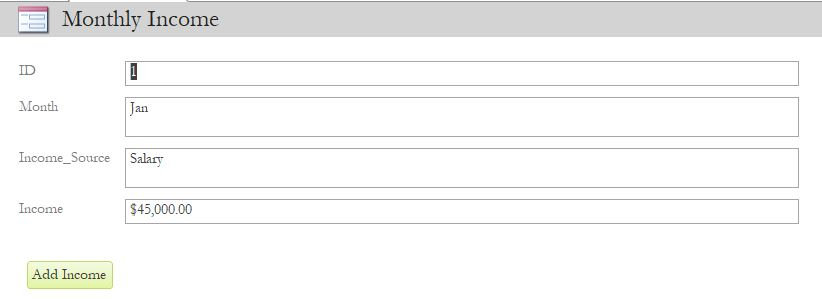 Monthly Income
ID 1
Month Jan
Income_Source Salary
Income $45,000.00
Add Income